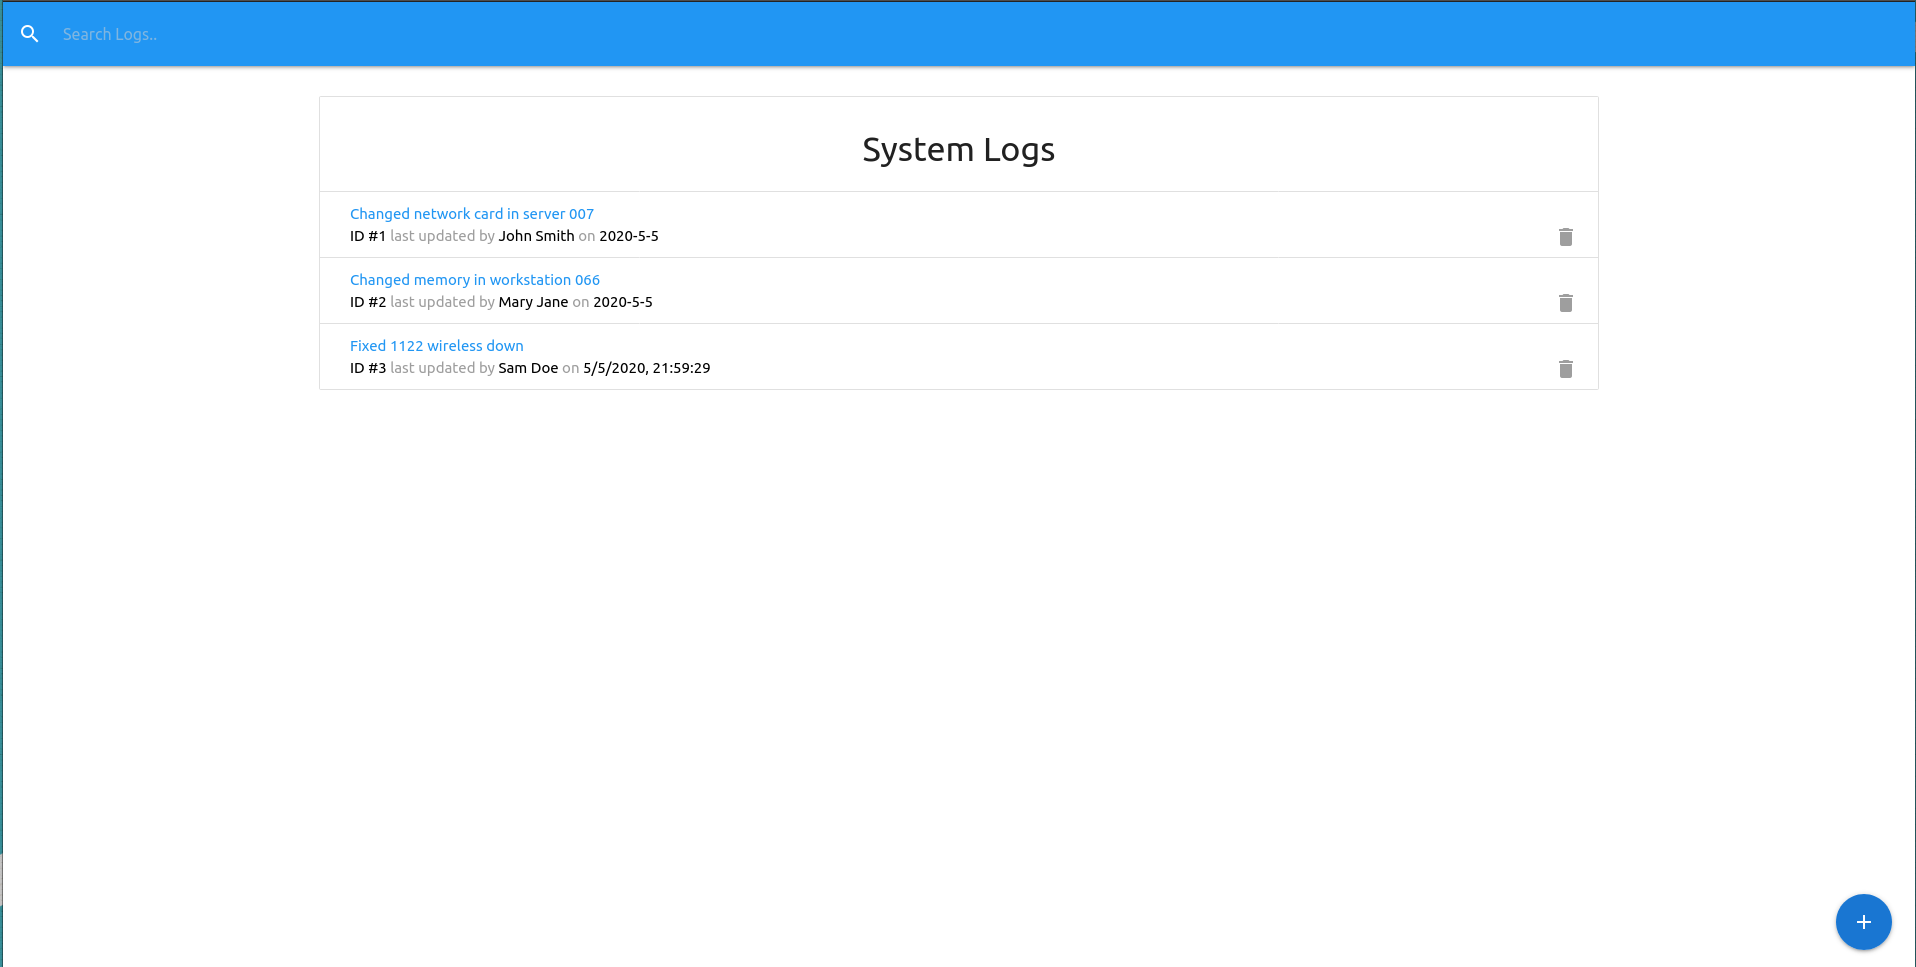 Search Logs..
System Logs
Changed network card in server 007
ID #1 last updated by John Smith on 2020-5-5
Changed memory in workstation 066
ID #2 last updated by Mary Jane on 2020-5-5
Fixed 1122 wireless down
ID #3 last updated by Sam Doe on 5/5/2020, 21:59:29